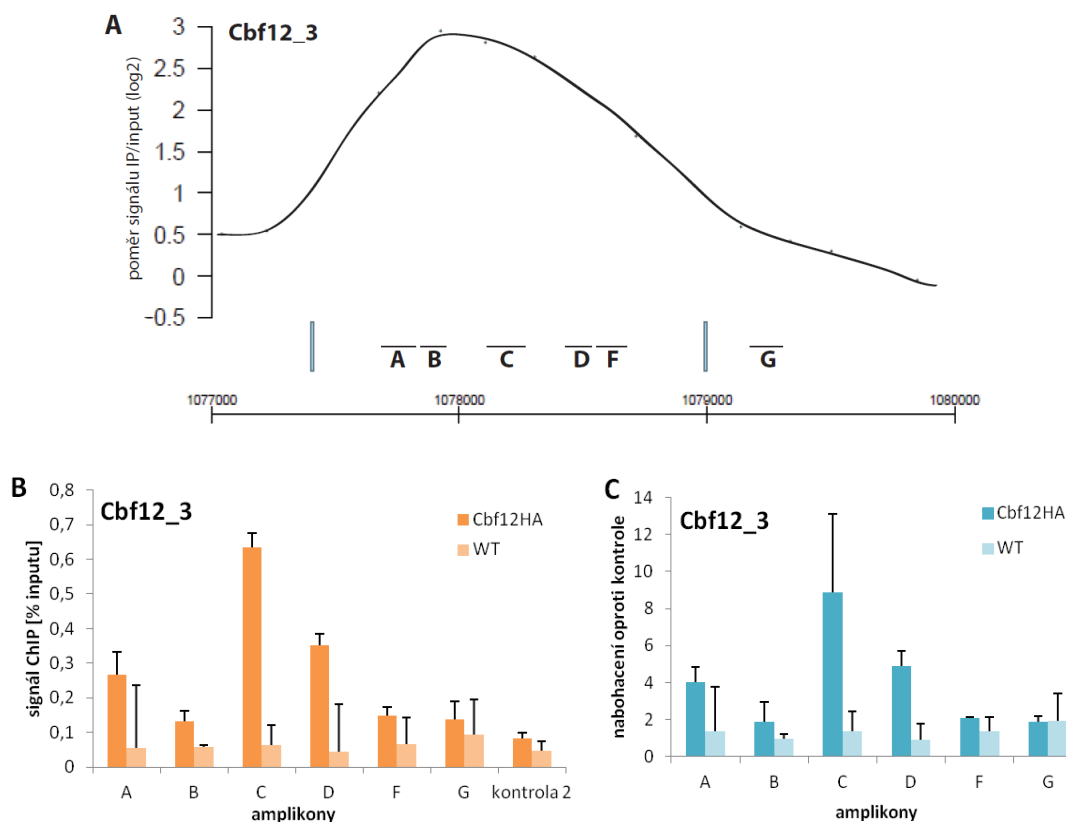 A
Cbf12_3
poměr signálu IP/input (log2)
3
2.5
2
1.5
1
0.5
0
-0.5
A B C D F G
1077000 1078000 1079000 1080000
B
Cbf12_3
signál ChIP [% inputu]
0,8
0,7
0,6
0,5
0,4
0,3
0,2
0,1
0
Cbf12HA
WT
A B C D F G kontrola 2
amplikony
C
Cbf12_3
nabohacení oproti kontrole
14
12
10
8
6
4
2
0
Cbf12HA
WT
A B C D F G
amplikony